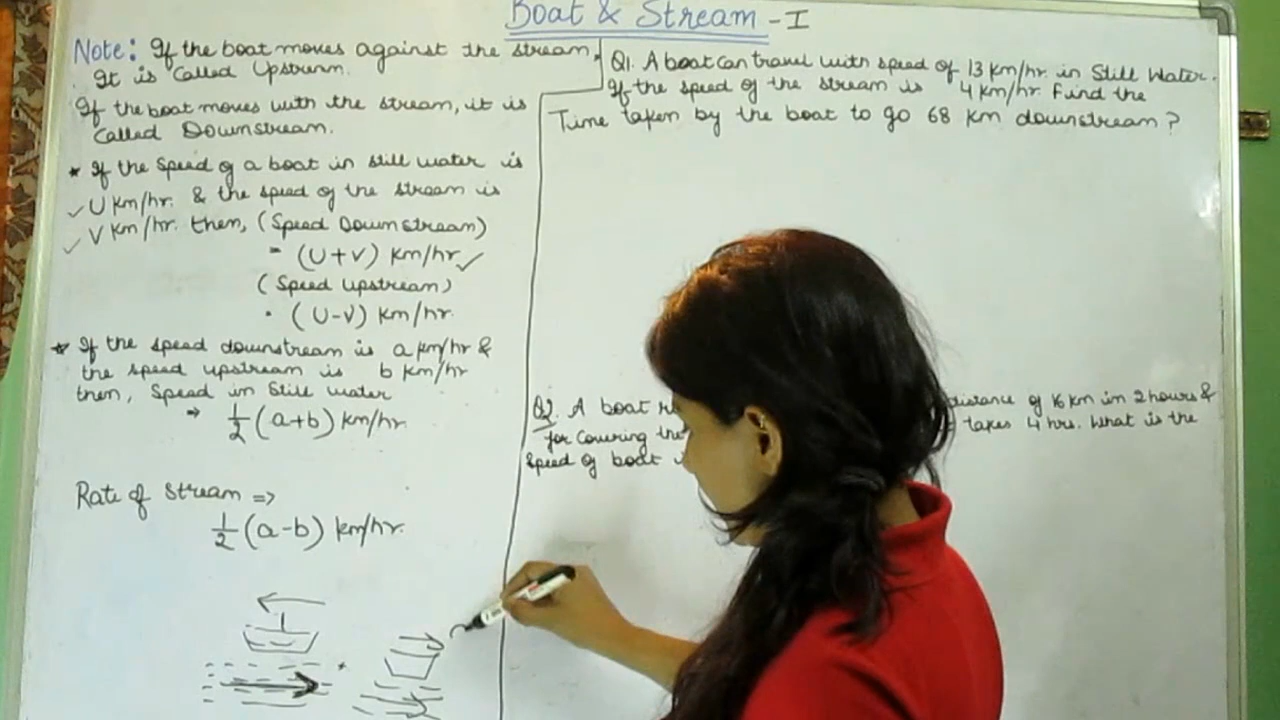 Boat & Stream - I
Note: If the boat moves against the stream,
It is Called Upstream.
If the boat moves with the stream, it is
Called Downstream.
* If the Speed of a boat in still water is
U km/hr. & the speed of the stream is
V km/hr. then, (Speed Downstream)
= (U+V) km/hr
(Speed Upstream)
= (U-V) km/hr.
* If the speed downstream is a km/hr &
the speed upstream is b km/hr
then, Speed in Still water
⇒ 1/2 (a+b) km/hr.
Rate of Stream =>
1/2 (a-b) km/hr.
Q1. A boat can travel with speed of 13 km/hr. in Still Water.
If the speed of the stream is 4 km/hr. Find the
Time taken by the boat to go 68 km downstream?
Q2. A boat distance of 16 km in 2 hours &
for Covering the takes 4 hrs. What is the
Speed of boat